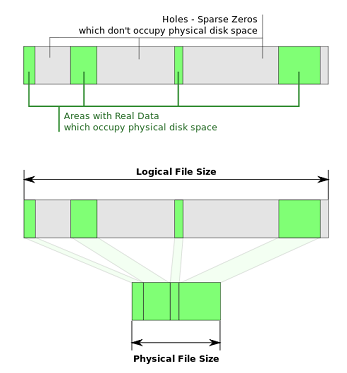 Holes - Sparse Zeros
which don't occupy physical disk space
Areas with Real Data
which occupy physical disk space
Logical File Size
Physical File Size